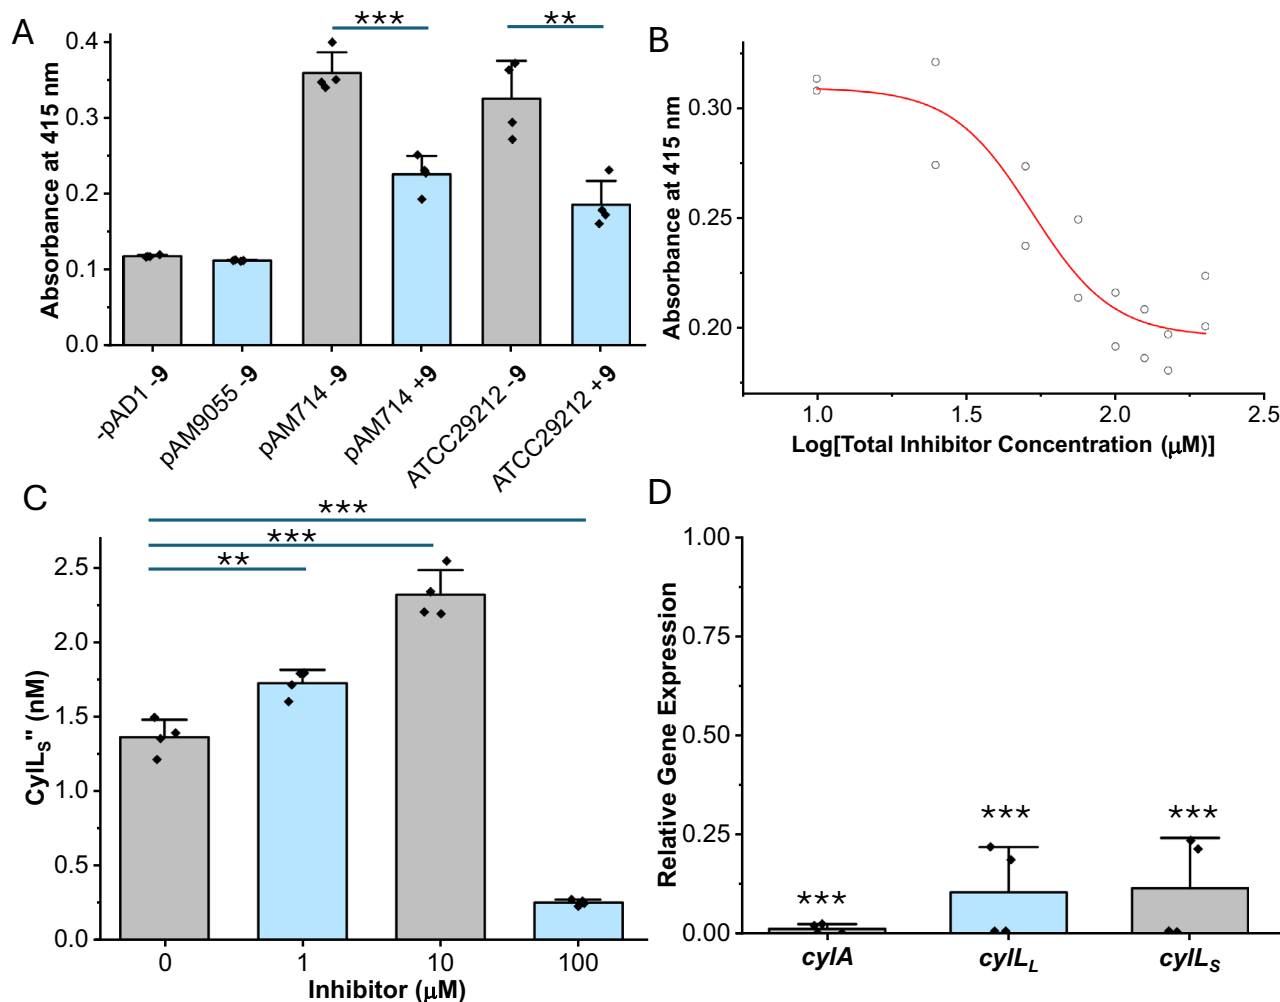 A
***
**
Absorbance at 415 nm
0.4
0.3
0.2
0.1
0.0
-pAD1 -9
pAM9055 -9
pAM714 -9
pAM714 +9
ATCC29212 -9
ATCC29212 +9
B
Absorbance at 415 nm
0.30
0.25
0.20
1.0
1.5
2.0
2.5
Log[Total Inhibitor Concentration (μM)]
C
***
***
**
CylLS" (nM)
2.5
2.0
1.5
1.0
0.5
0.0
0
1
10
100
Inhibitor (μM)
D
Relative Gene Expression
1.00
0.75
0.50
0.25
0.00
***
***
***
cylA
cylLL
cylLS